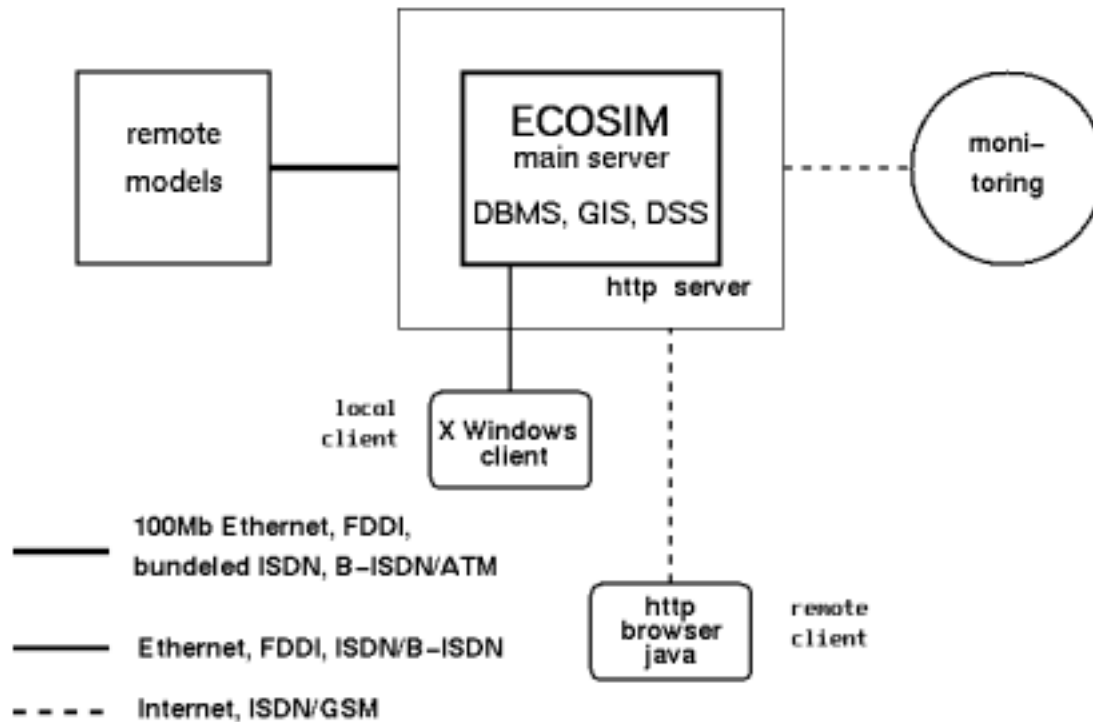 remote
models
ECOSIM
main server
DBMS, GIS, DSS
http server
moni-
toring
local
client
X Windows
client
100Mb Ethernet, FDDI,
bundeled ISDN, B-ISDN/ATM
Ethernet, FDDI, ISDN/B-ISDN
Internet, ISDN/GSM
http
browser
java
remote
client